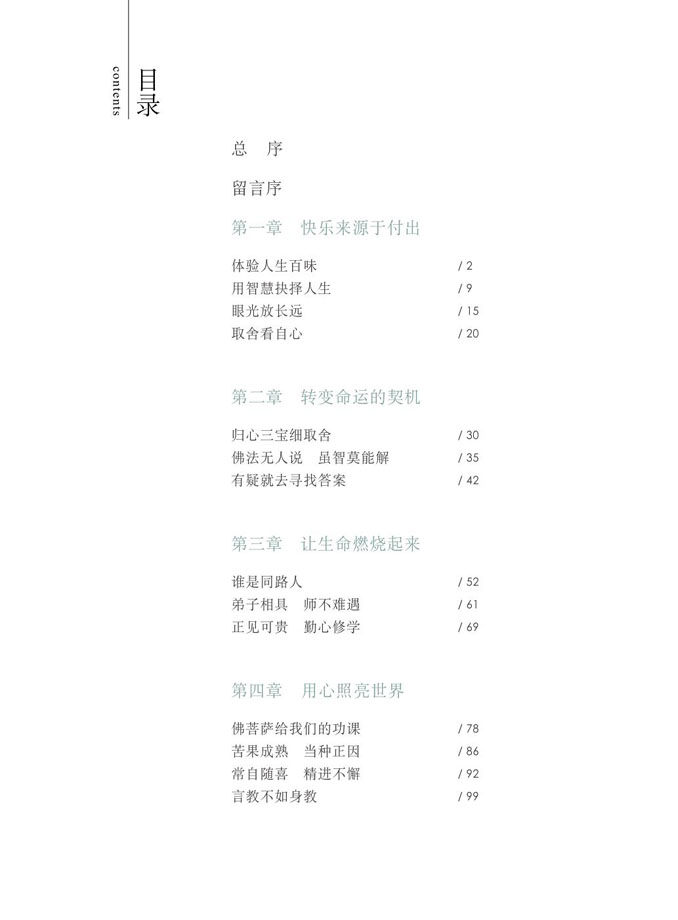 目录
contents
总　序
留言序
第一章　快乐来源于付出
体验人生百味 / 2
用智慧抉择人生 / 9
眼光放长远 / 15
取舍看自心 / 20
第二章　转变命运的契机
归心三宝细取舍 / 30
佛法无人说　虽智莫能解 / 35
有疑就去寻找答案 / 42
第三章　让生命燃烧起来
谁是同路人 / 52
弟子相具　师不难遇 / 61
正见可贵　勤心修学 / 69
第四章　用心照亮世界
佛菩萨给我们的功课 / 78
苦果成熟　当种正因 / 86
常自随喜　精进不懈 / 92
言教不如身教 / 99